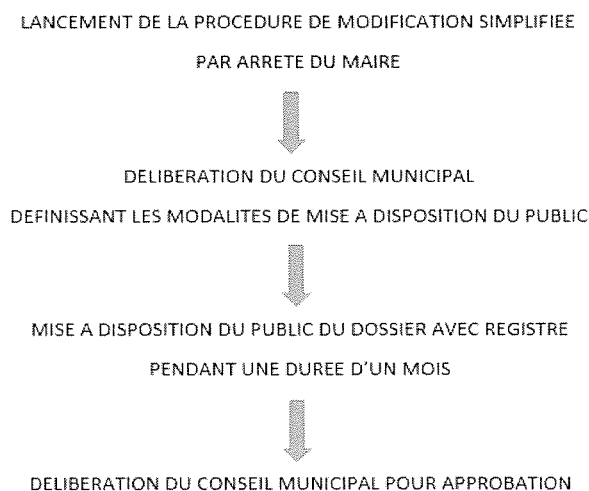 LANCEMENT DE LA PROCEDURE DE MODIFICATION SIMPLIFIEE
PAR ARRETE DU MAIRE
DELIBERATION DU CONSEIL MUNICIPAL
DEFINISSANT LES MODALITES DE MISE A DISPOSITION DU PUBLIC
MISE A DISPOSITION DU PUBLIC DU DOSSIER AVEC REGISTRE
PENDANT UNE DUREE D'UN MOIS
DELIBERATION DU CONSEIL MUNICIPAL POUR APPROBATION